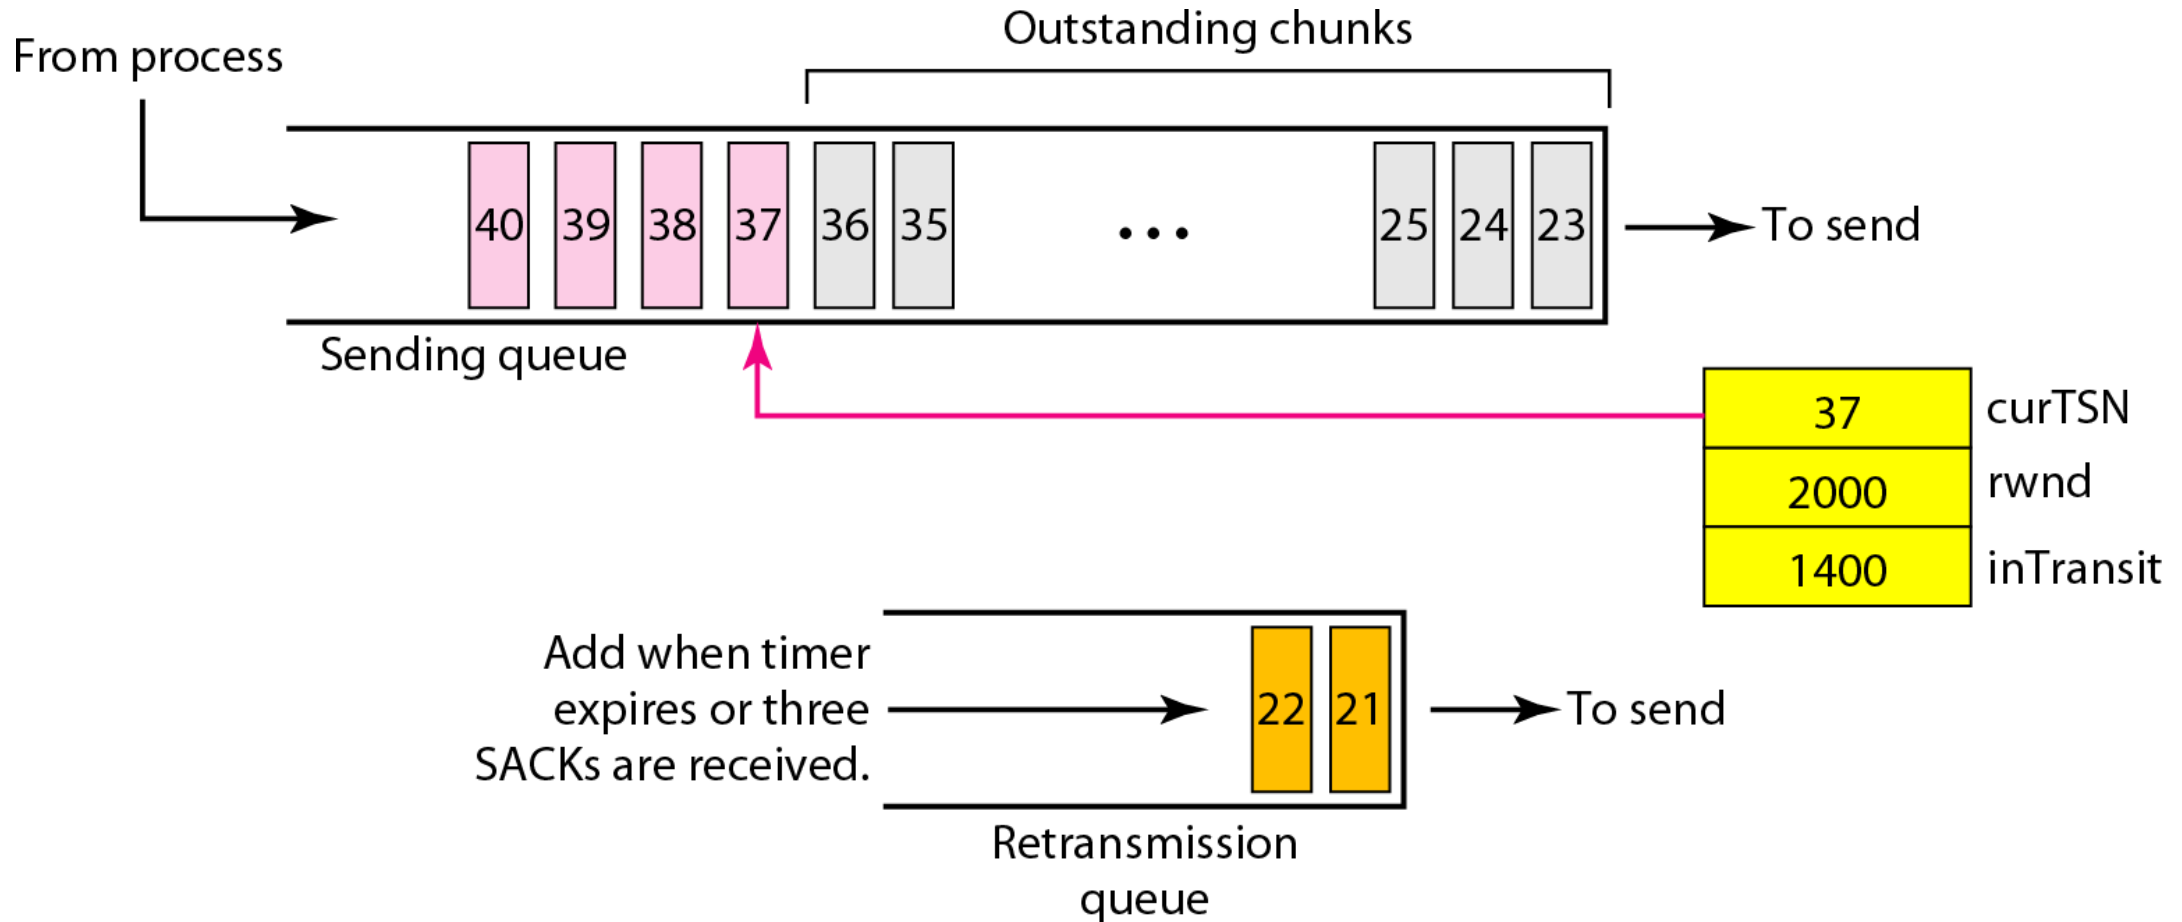 Outstanding chunks
From process
40 39 38 37 36 35 ... 25 24 23
To send
Sending queue
37 curTSN
2000 rwnd
1400 inTransit
Add when timer
expires or three
SACKs are received.
22 21
To send
Retransmission
queue